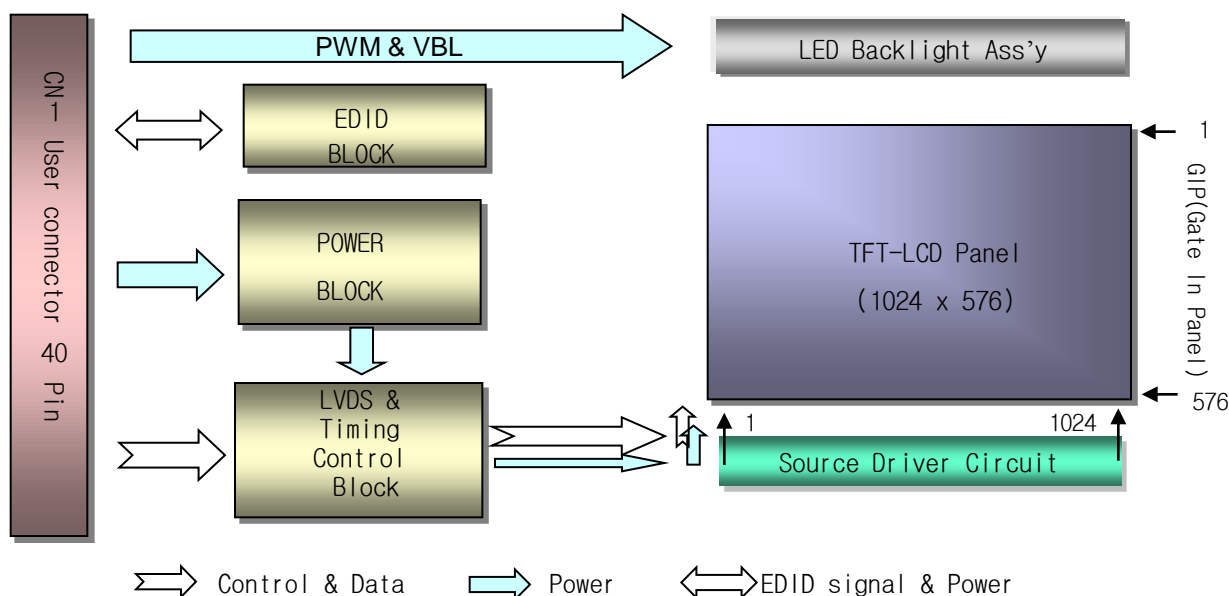 PWM & VBL
LED Backlight Ass'y
CN-1 User connector 40 Pin
EDID
BLOCK
POWER
BLOCK
LVDS &
Timing
Control
Block
TFT-LCD Panel
(1024 x 576)
1
GIP(Gate In Panel)
576
1
1024
Source Driver Circuit
Control & Data
Power
EDID signal & Power